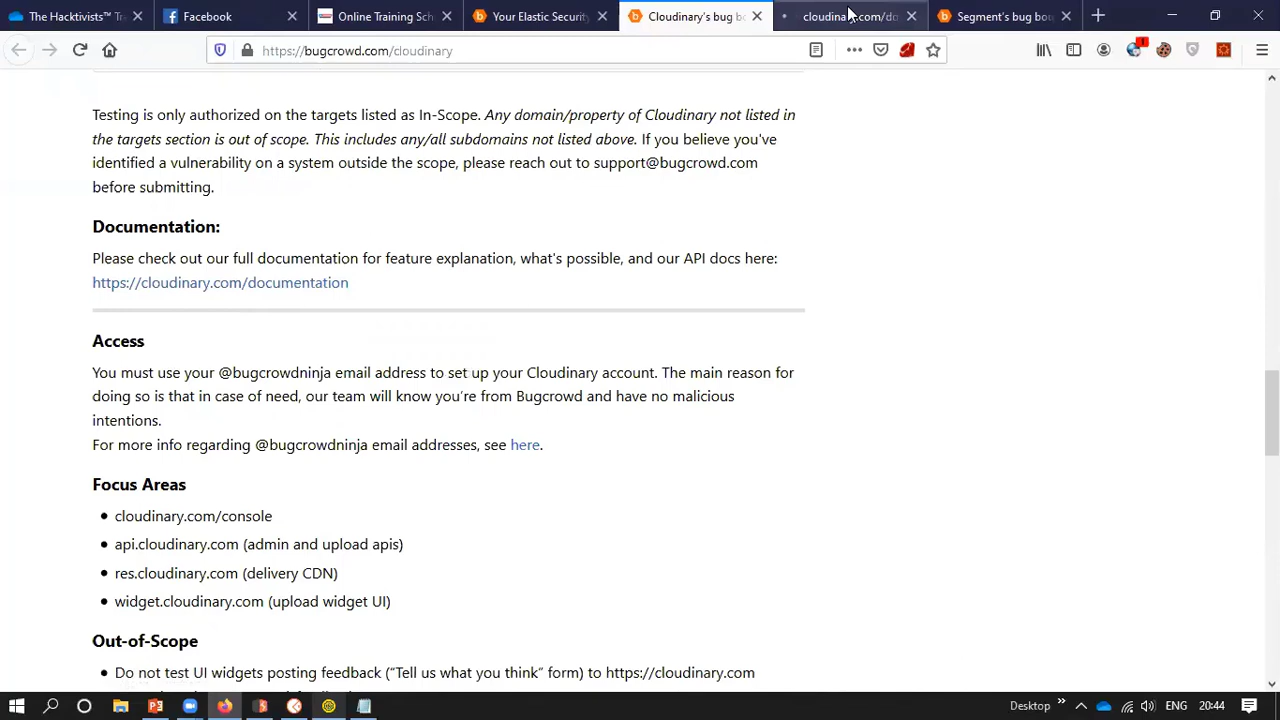 The Hacktivists™ Tr
Facebook
Online Training Sch
Your Elastic Security
Cloudinary's bug bo
cloudinary.com/do
Segment's bug bou
https://bugcrowd.com/cloudinary
1
Testing is only authorized on the targets listed as In-Scope. Any domain/property of Cloudinary not listed in
the targets section is out of scope. This includes any/all subdomains not listed above. If you believe you've
identified a vulnerability on a system outside the scope, please reach out to support@bugcrowd.com
before submitting.
Documentation:
Please check out our full documentation for feature explanation, what's possible, and our API docs here:
https://cloudinary.com/documentation
Access
You must use your @bugcrowdninja email address to set up your Cloudinary account. The main reason for
doing so is that in case of need, our team will know you're from Bugcrowd and have no malicious
intentions.
For more info regarding @bugcrowdninja email addresses, see here.
Focus Areas
• cloudinary.com/console
• api.cloudinary.com (admin and upload apis)
• res.cloudinary.com (delivery CDN)
• widget.cloudinary.com (upload widget UI)
Out-of-Scope
• Do not test UI widgets posting feedback ("Tell us what you think" form) to https://cloudinary.com
Desktop
ENG
20:44